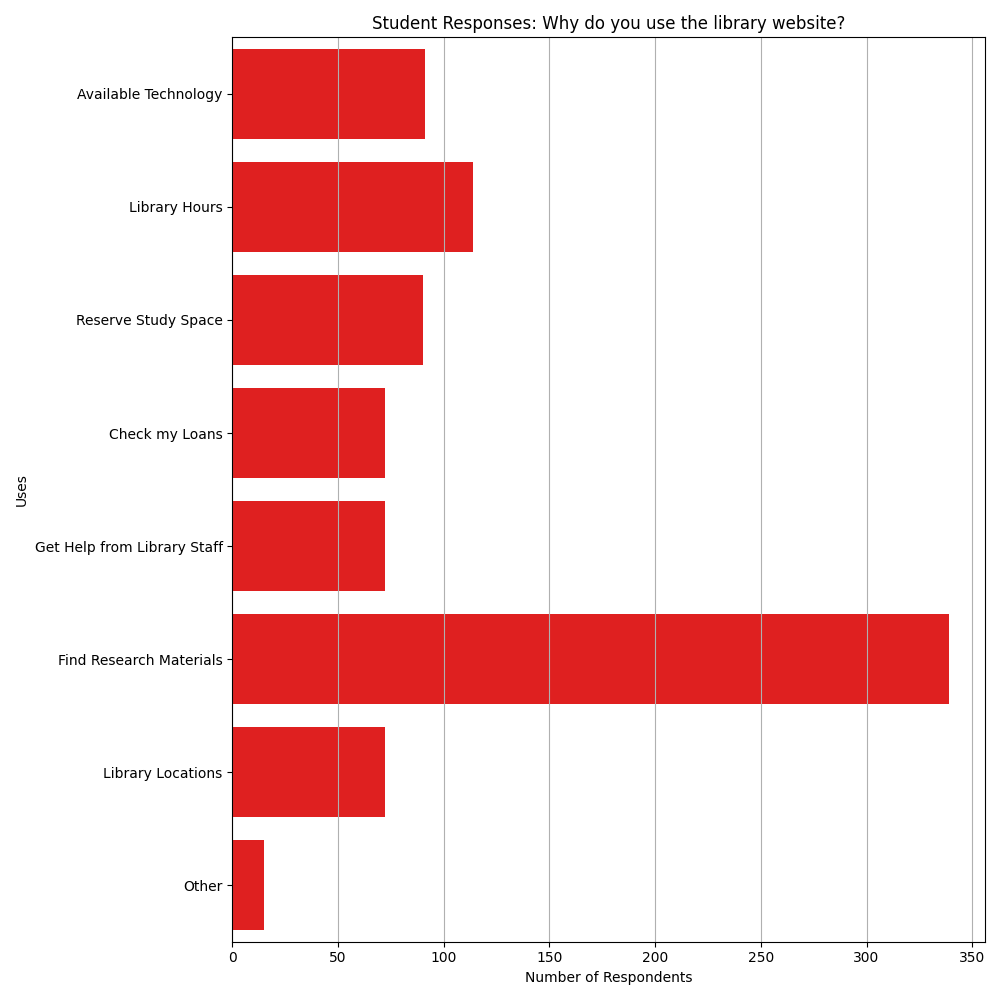 Student Responses: Why do you use the library website?
Available Technology
Library Hours
Reserve Study Space
Check my Loans
Get Help from Library Staff
Find Research Materials
Library Locations
Other
Uses
0 50 100 150 200 250 300 350
Number of Respondents